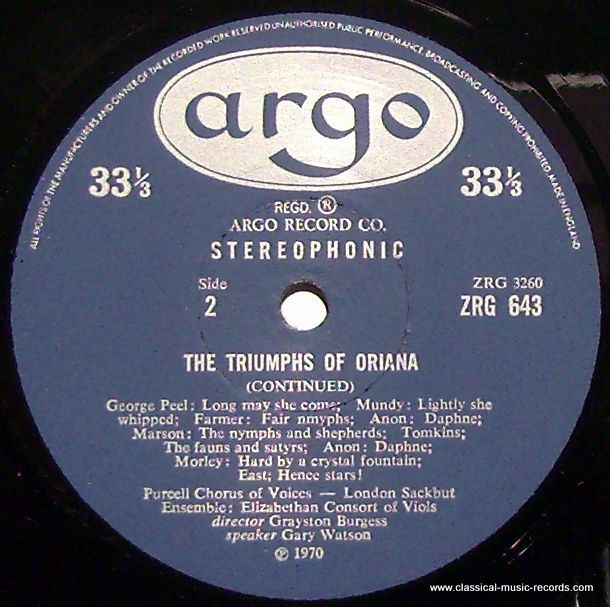 ALL RIGHTS OF THE MANUFACTURERS AND OWNER OF THE RECORDED WORK RESERVED UNAUTHORISED PUBLIC PERFORMANCE, BROADCASTING AND COPYING PROHIBITED. MADE IN ENGLAND
argo
33⅓ 33⅓
REGD. ®
ARGO RECORD CO.
STEREOPHONIC
Side ZRG 3260
2 ZRG 643
THE TRIUMPHS OF ORIANA
(CONTINUED)
George Peel: Long may she come; Mundy: Lightly she
whipped; Farmer: Fair nmyphs; Anon: Daphne;
Marson: The nymphs and shepherds; Tomkins;
The fauns and satyrs; Anon: Daphne;
Morley: Hard by a crystal fountain;
East; Hence stars!
Purcell Chorus of Voices — London Sackbut
Ensemble: Elizabethan Consort of Viols
director Grayston Burgess
speaker Gary Watson
℗ 1970
www.classical-music-records.com